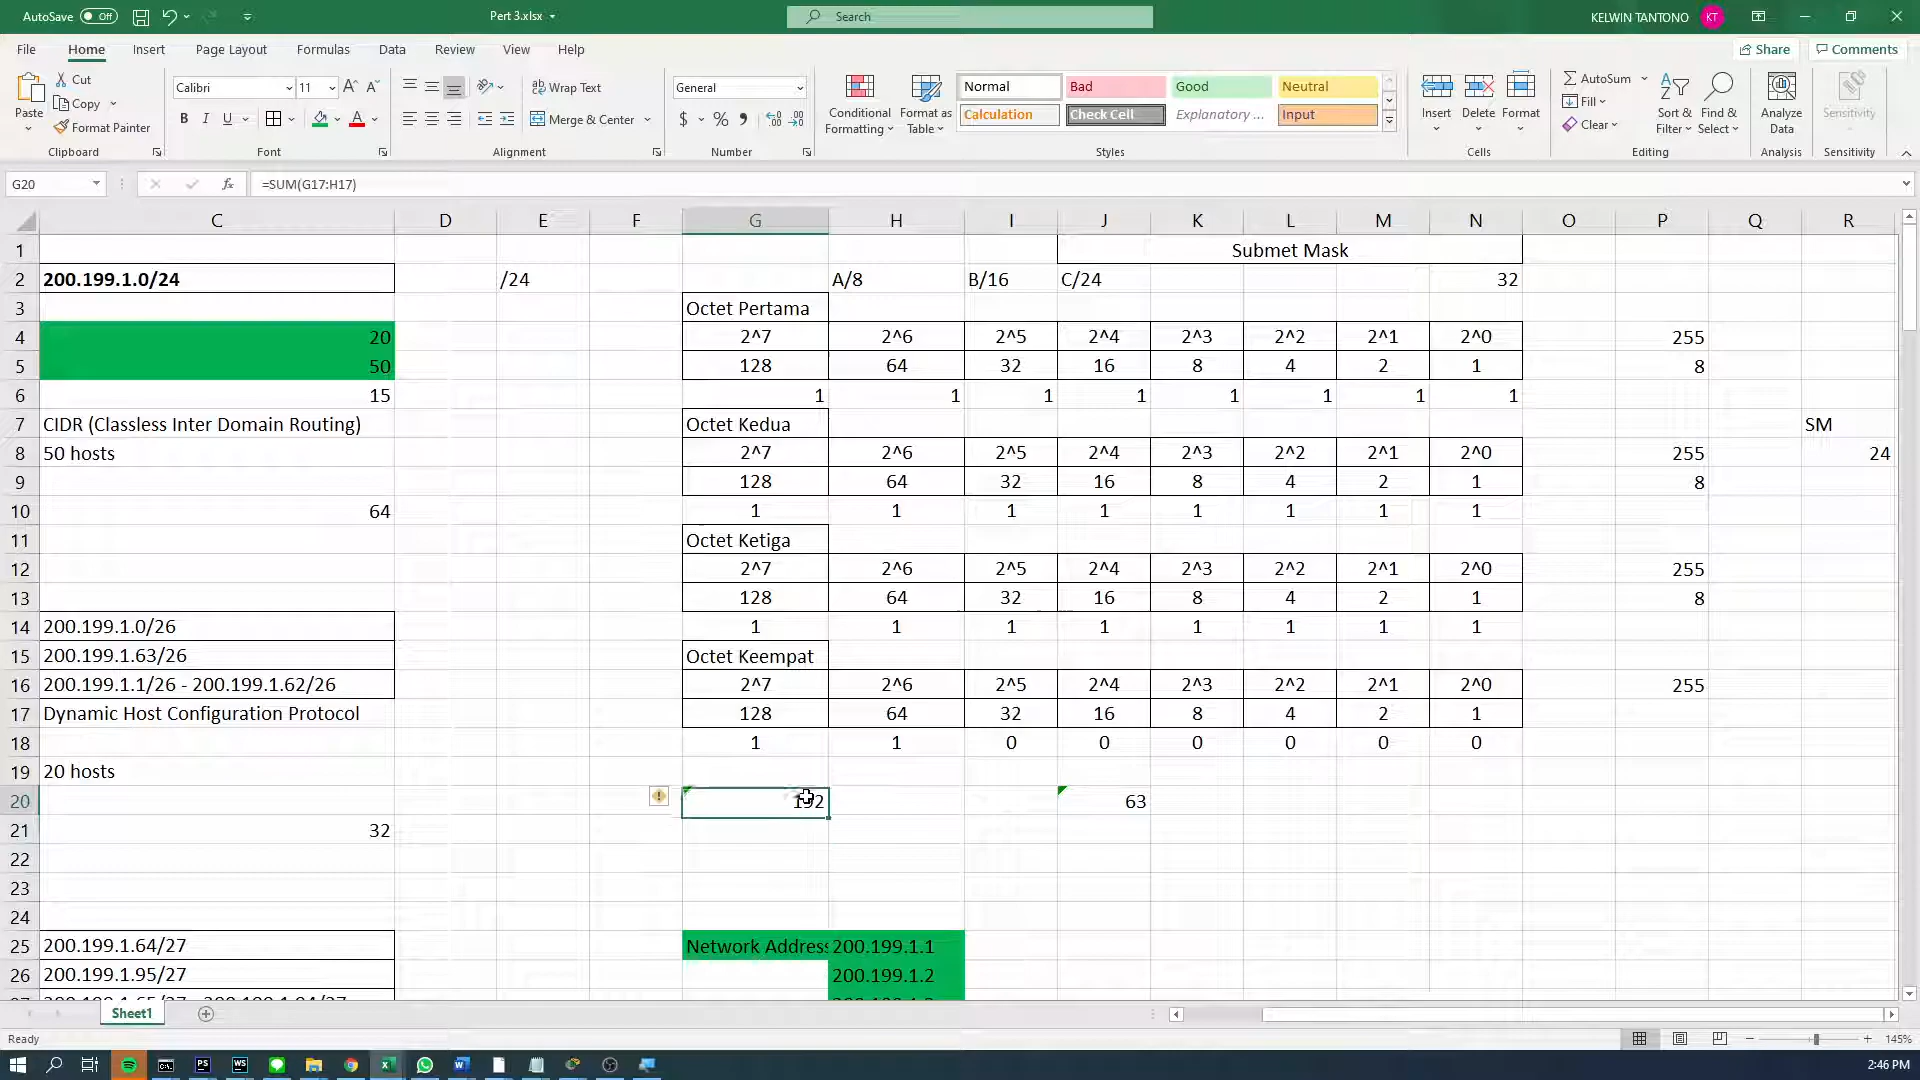 AutoSave Off
Pert 3.xlsx
Search
KELWIN TANTONO KT
File Home Insert Page Layout Formulas Data Review View Help Share Comments
Paste Cut Copy Format Painter Clipboard
Calibri 11 B I U A Font
Wrap Text Merge & Center Alignment
General $ % Number
Conditional Formatting Format as Table
Normal Bad Good Neutral
Calculation Check Cell Explanatory ... Input
Styles
Insert Delete Format Cells
AutoSum Fill Clear Sort & Filter Find & Select Editing
Analyze Data Analysis
Sensitivity Sensitivity
G20 fx =SUM(G17:H17)
C D E F G H I J K L M N O P Q R
1 Submet Mask
2 200.199.1.0/24 /24 A/8 B/16 C/24 32
3 Octet Pertama
4 20 2^7 2^6 2^5 2^4 2^3 2^2 2^1 2^0 255
5 50 128 64 32 16 8 4 2 1 8
6 15 1 1 1 1 1 1 1 1
7 CIDR (Classless Inter Domain Routing) Octet Kedua SM
8 50 hosts 2^7 2^6 2^5 2^4 2^3 2^2 2^1 2^0 255 24
9 128 64 32 16 8 4 2 1 8
10 64 1 1 1 1 1 1 1 1
11 Octet Ketiga
12 2^7 2^6 2^5 2^4 2^3 2^2 2^1 2^0 255
13 128 64 32 16 8 4 2 1 8
14 200.199.1.0/26 1 1 1 1 1 1 1 1
15 200.199.1.63/26 Octet Keempat
16 200.199.1.1/26 - 200.199.1.62/26 2^7 2^6 2^5 2^4 2^3 2^2 2^1 2^0 255
17 Dynamic Host Configuration Protocol 128 64 32 16 8 4 2 1
18 1 1 0 0 0 0 0 0
19 20 hosts
20 192 63
21 32
22
23
24
25 200.199.1.64/27 Network Address 200.199.1.1
26 200.199.1.95/27 200.199.1.2
Sheet1
Ready 145%
2:46 PM